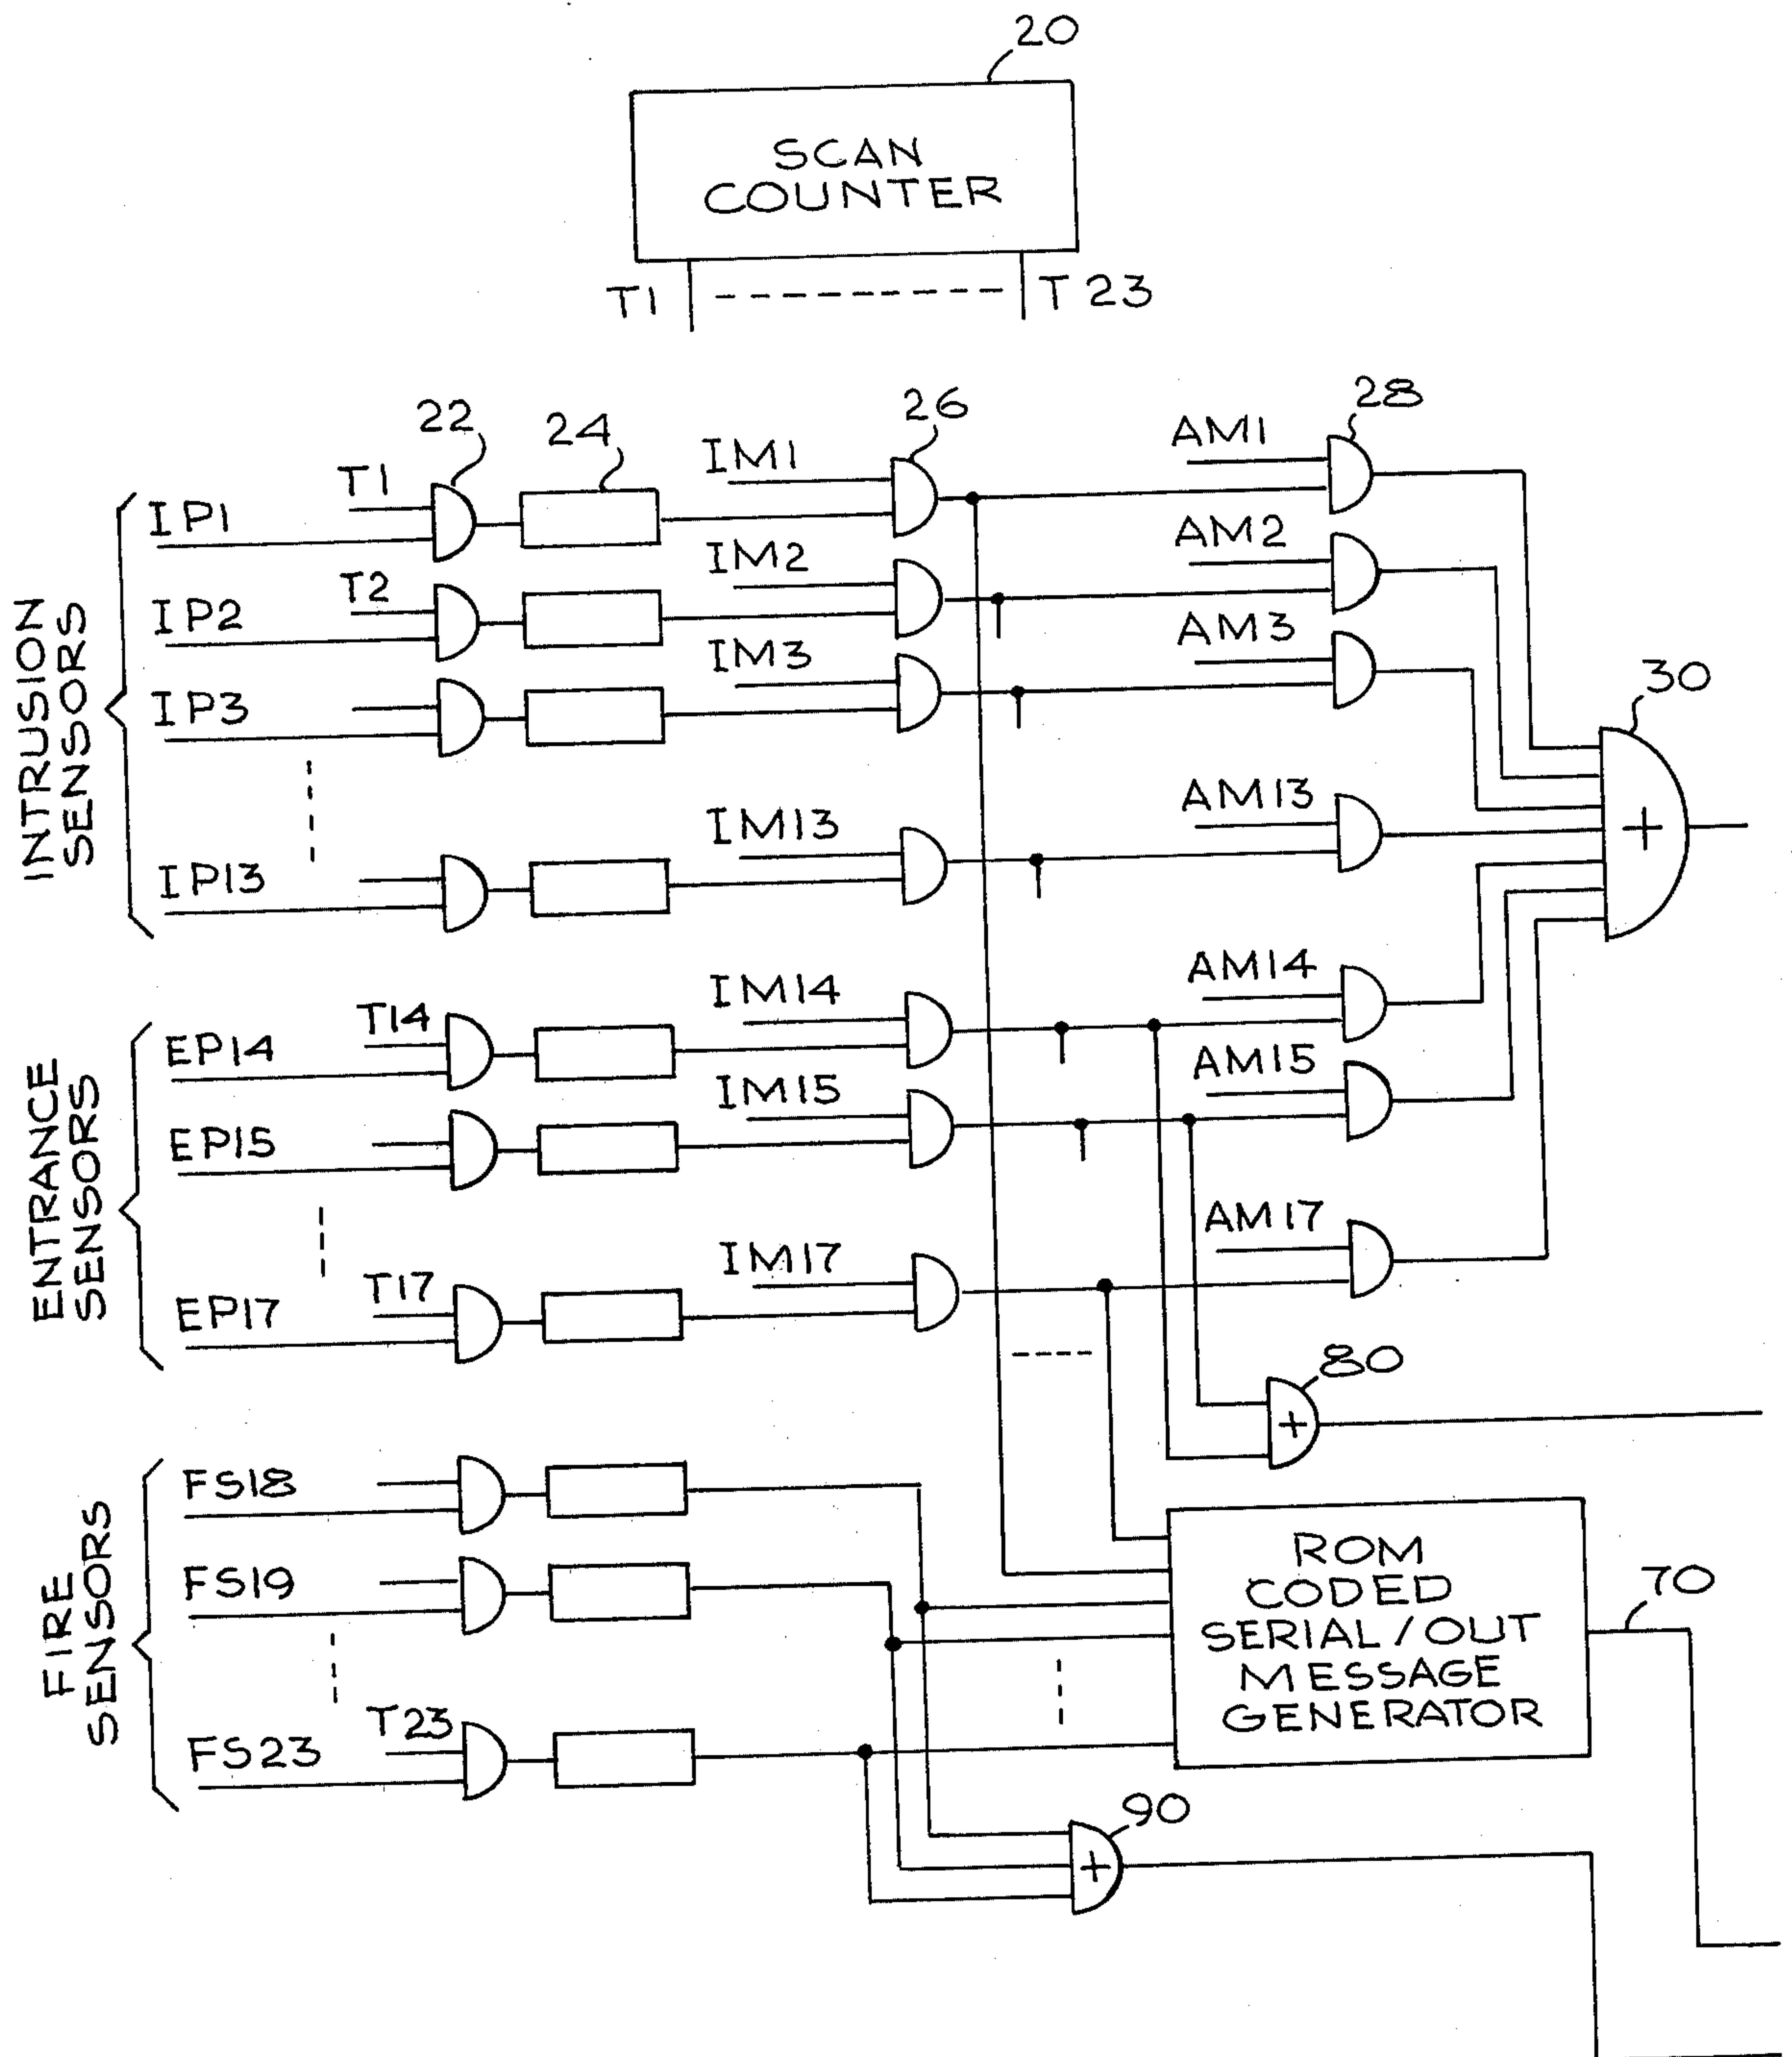 20
SCAN
COUNTER
T1
T23
22
24
26
28
30
INTRUSION
SENSORS
IP1
T1
IM1
AM1
IP2
T2
IM2
AM2
IP3
IM3
AM3
IP13
IM13
AM13
+
ENTRANCE
SENSORS
EP14
T14
IM14
AM14
EP15
IM15
AM15
EP17
T17
IM17
AM17
80
+
FIRE
SENSORS
FS18
FS19
FS23
T23
ROM
CODED
SERIAL/OUT
MESSAGE
GENERATOR
70
90
+